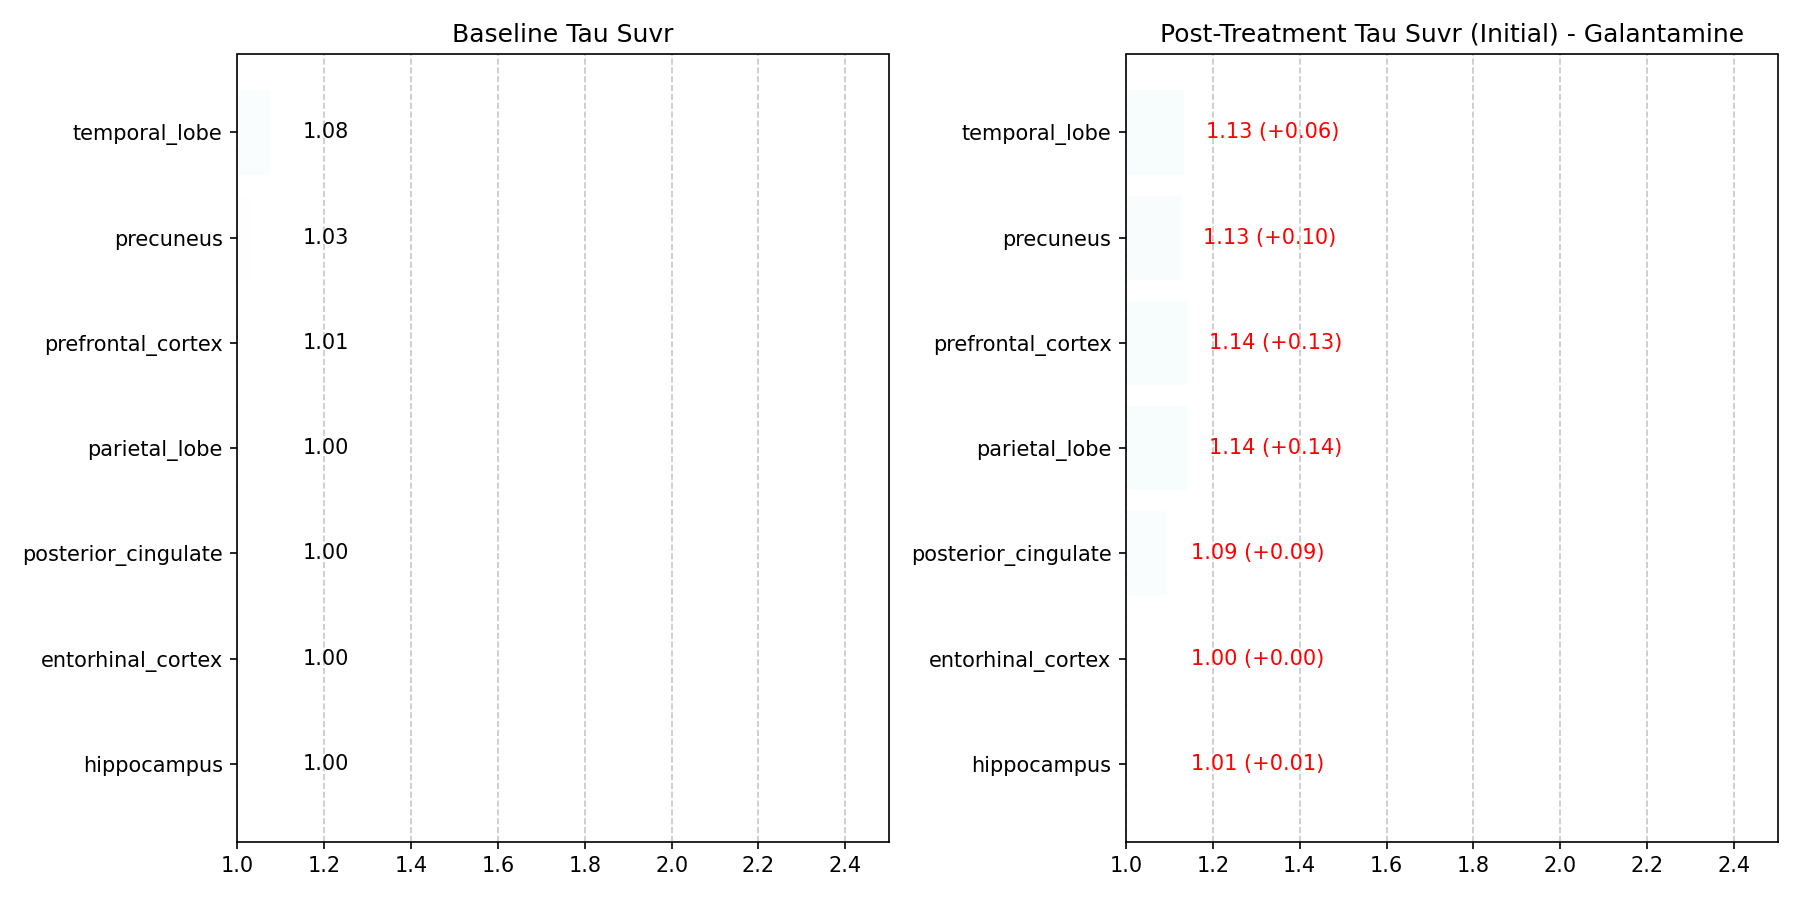 Baseline Tau Suvr
temporal_lobe
1.08
precuneus
1.03
prefrontal_cortex
1.01
parietal_lobe
1.00
posterior_cingulate
1.00
entorhinal_cortex
1.00
hippocampus
1.00
1.0 1.2 1.4 1.6 1.8 2.0 2.2 2.4
Post-Treatment Tau Suvr (Initial) - Galantamine
temporal_lobe
1.13 (+0.06)
precuneus
1.13 (+0.10)
prefrontal_cortex
1.14 (+0.13)
parietal_lobe
1.14 (+0.14)
posterior_cingulate
1.09 (+0.09)
entorhinal_cortex
1.00 (+0.00)
hippocampus
1.01 (+0.01)
1.0 1.2 1.4 1.6 1.8 2.0 2.2 2.4